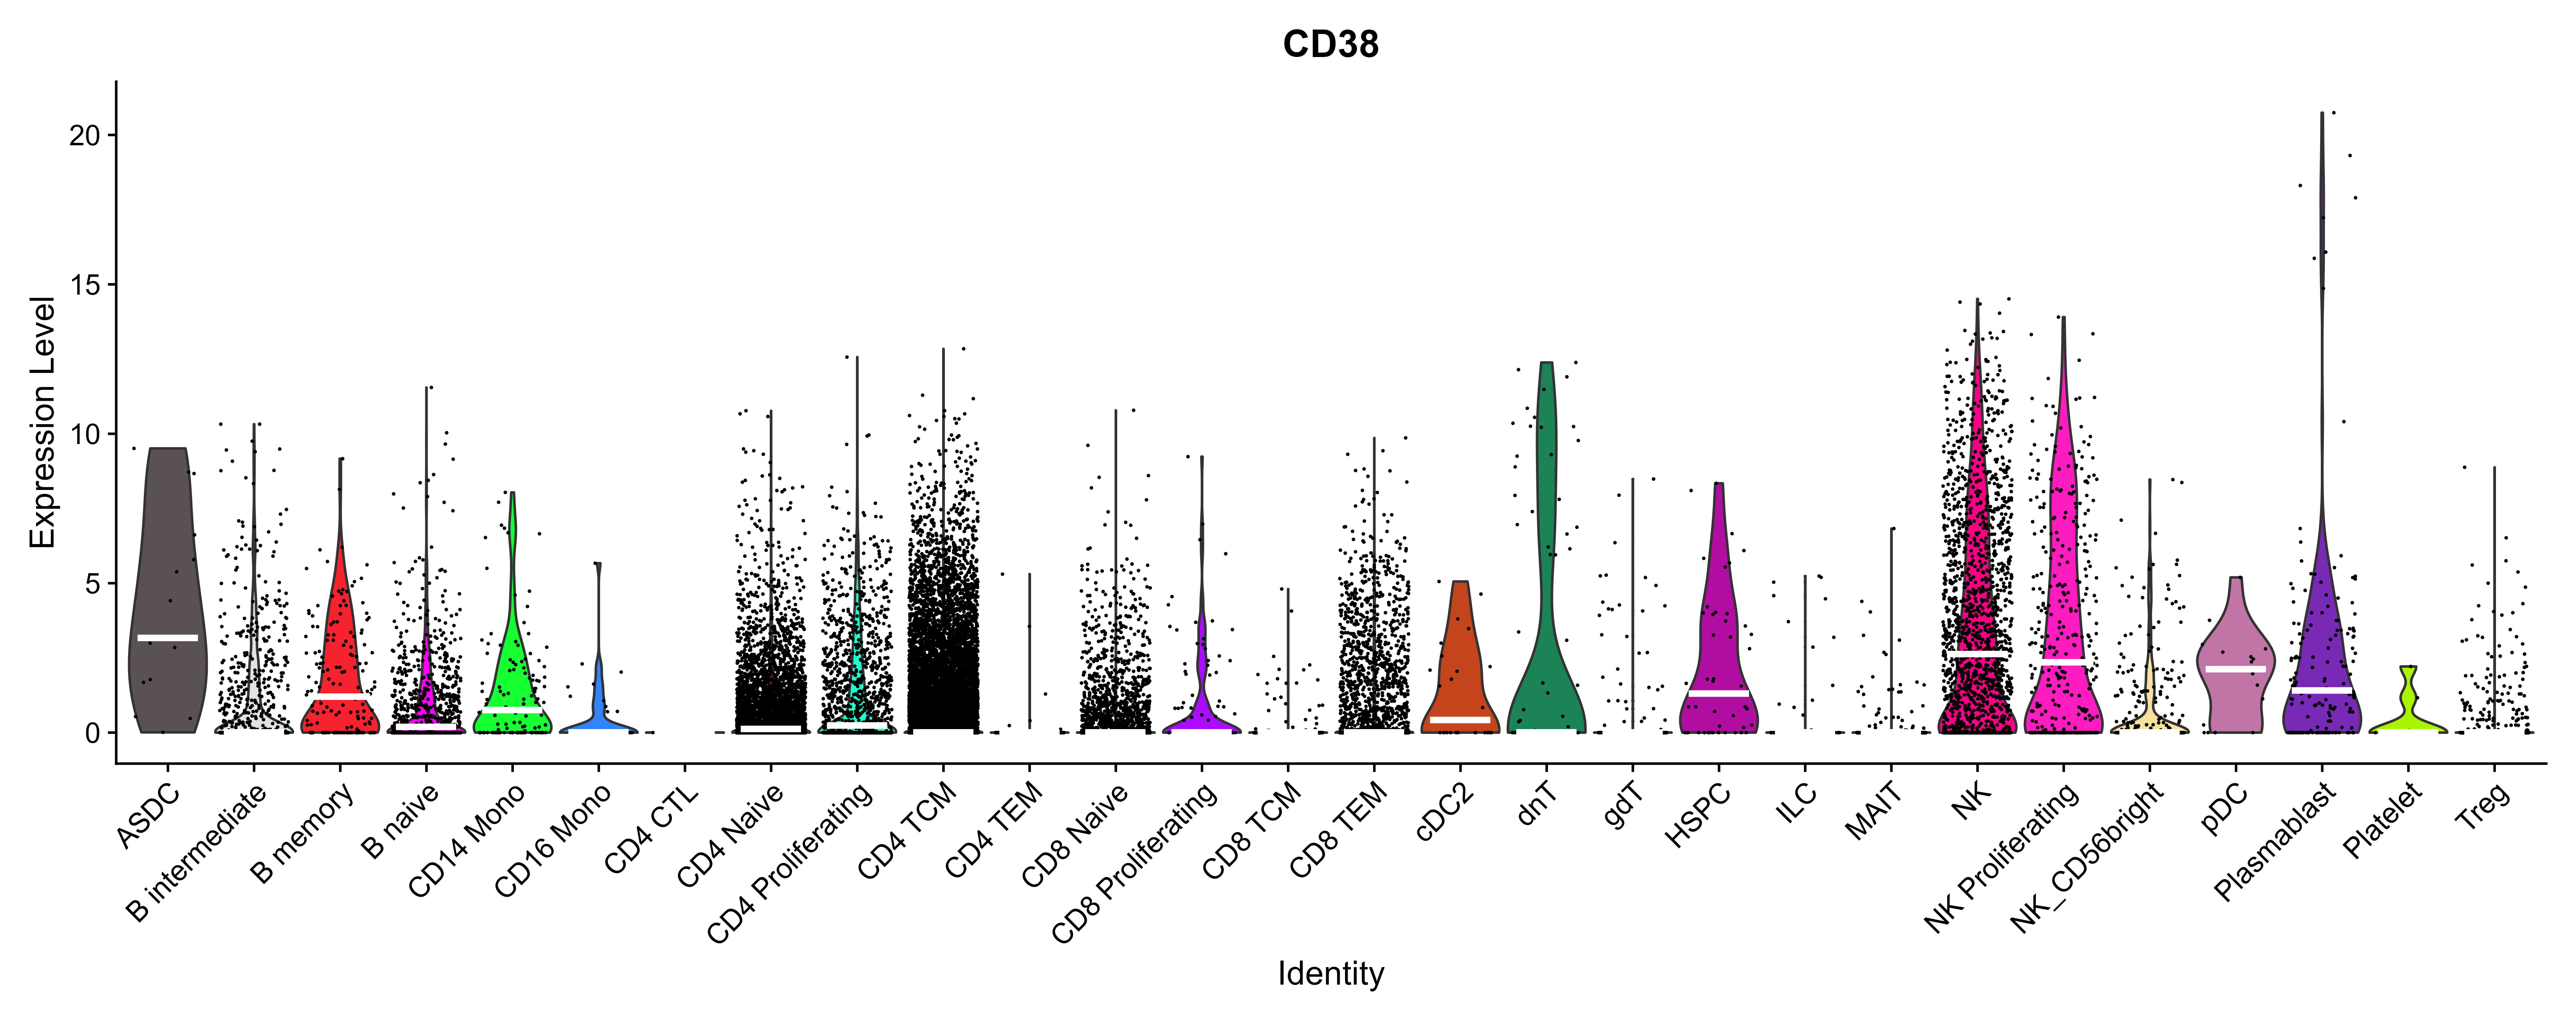 CD38
Expression Level
20
15
10
5
0
ASDC
B intermediate
B memory
B naive
CD14 Mono
CD16 Mono
CD4 CTL
CD4 Naive
CD4 Proliferating
CD4 TCM
CD4 TEM
CD8 Naive
CD8 Proliferating
CD8 TCM
CD8 TEM
cDC2
dnT
gdT
HSPC
ILC
MAIT
NK
NK Proliferating
NK_CD56bright
pDC
Plasmablast
Platelet
Treg
Identity